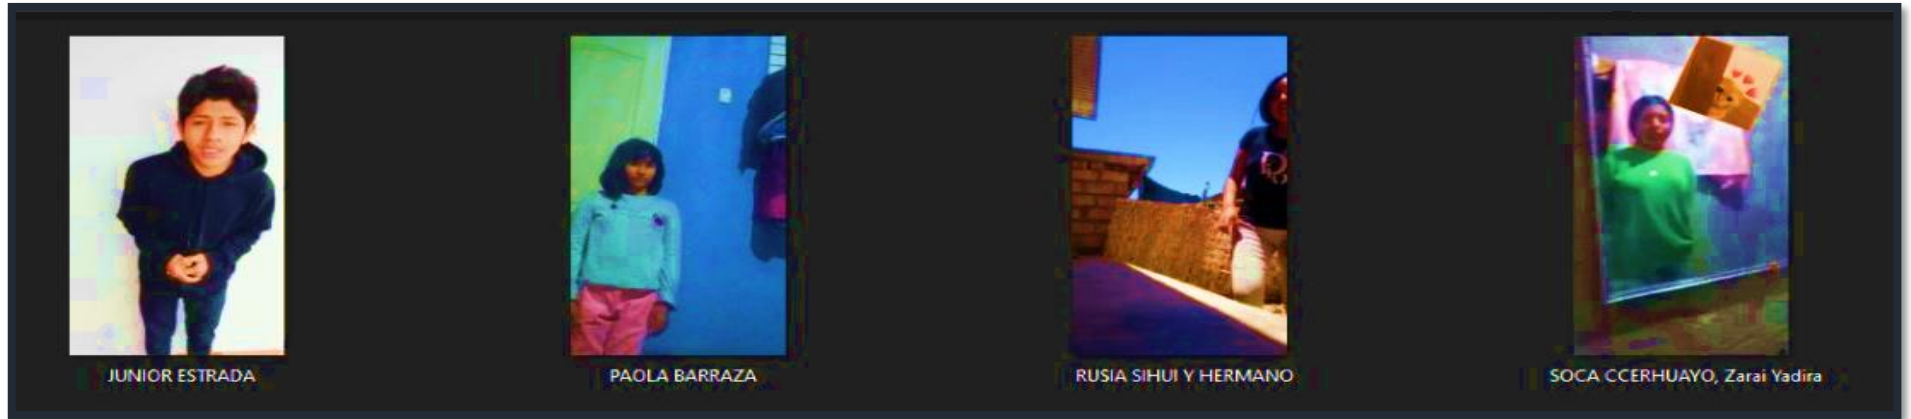 JUNIOR ESTRADA
PAOLA BARRAZA
RUSIA SIHUI Y HERMANO
SOCA CCERHUAYO, Zarai Yadira